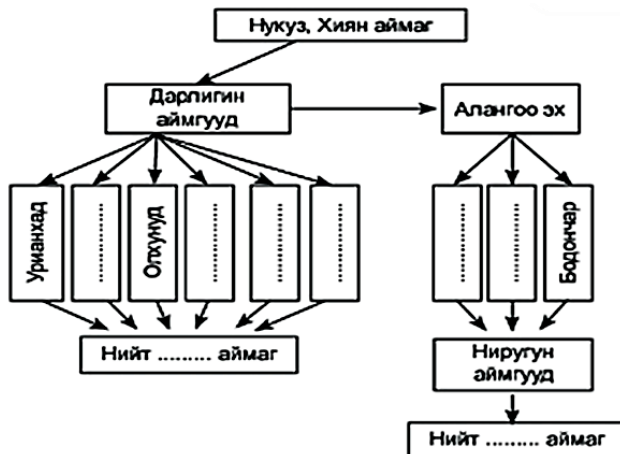 Нукуз, Хиян аймаг
Дарлигин
аймгууд
Алангоо эх
Урианхад
..............
Олхунуд
..............
..............
..............
..............
..............
Бодончар
Нийт ......... аймаг
Ниругун
аймгууд
Нийт ......... аймаг